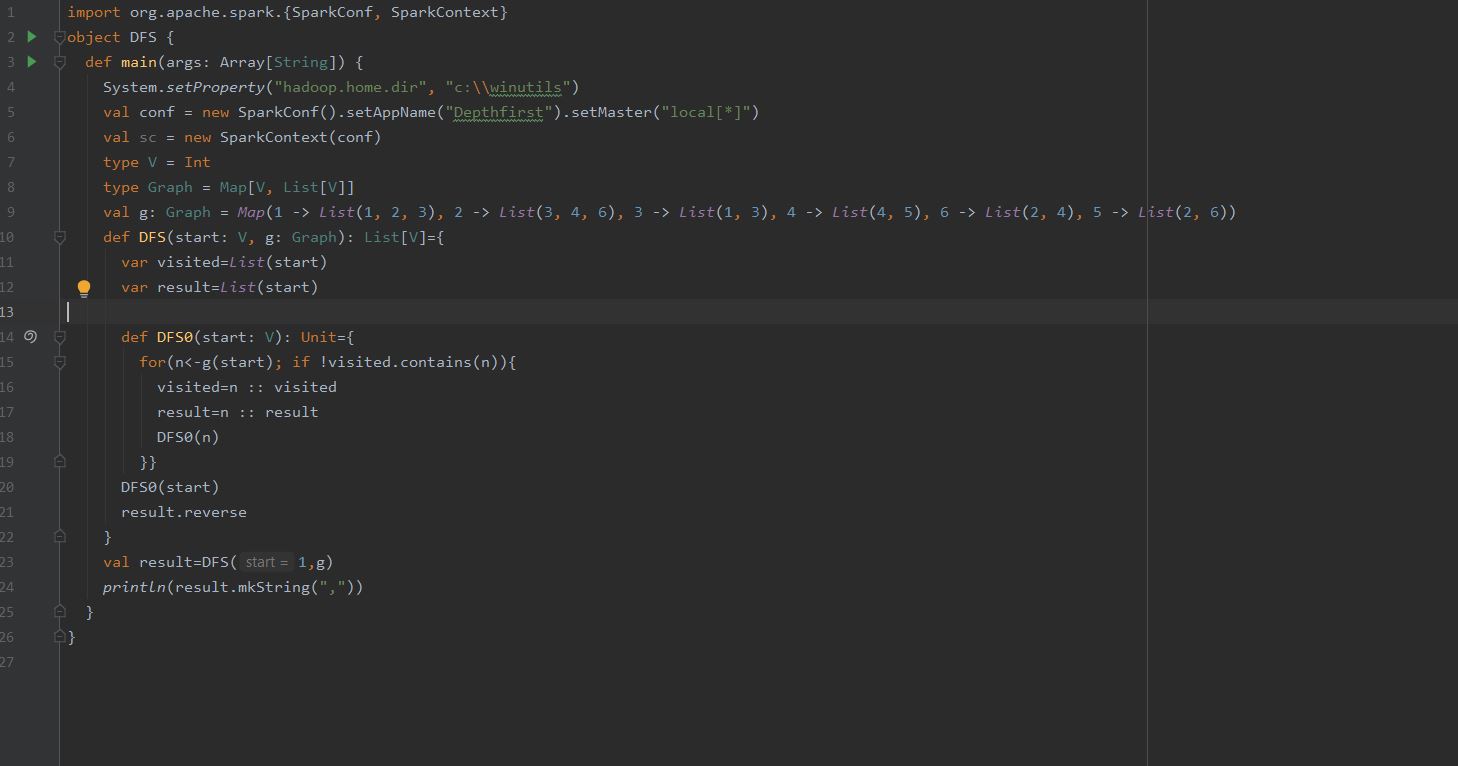 1 import org.apache.spark.{SparkConf, SparkContext}
2 object DFS {
3 def main(args: Array[String]) {
4 System.setProperty("hadoop.home.dir", "c:\\winutils")
5 val conf = new SparkConf().setAppName("Depthfirst").setMaster("local[*]")
6 val sc = new SparkContext(conf)
7 type V = Int
8 type Graph = Map[V, List[V]]
9 val g: Graph = Map(1 -> List(1, 2, 3), 2 -> List(3, 4, 6), 3 -> List(1, 3), 4 -> List(4, 5), 6 -> List(2, 4), 5 -> List(2, 6))
10 def DFS(start: V, g: Graph): List[V]={
11 var visited=List(start)
12 var result=List(start)
13
14 def DFS0(start: V): Unit={
15 for(n<-g(start); if !visited.contains(n)){
16 visited=n :: visited
17 result=n :: result
18 DFS0(n)
19 }}
20 DFS0(start)
21 result.reverse
22 }
23 val result=DFS( start = 1,g)
24 println(result.mkString(","))
25 }
26 }
27